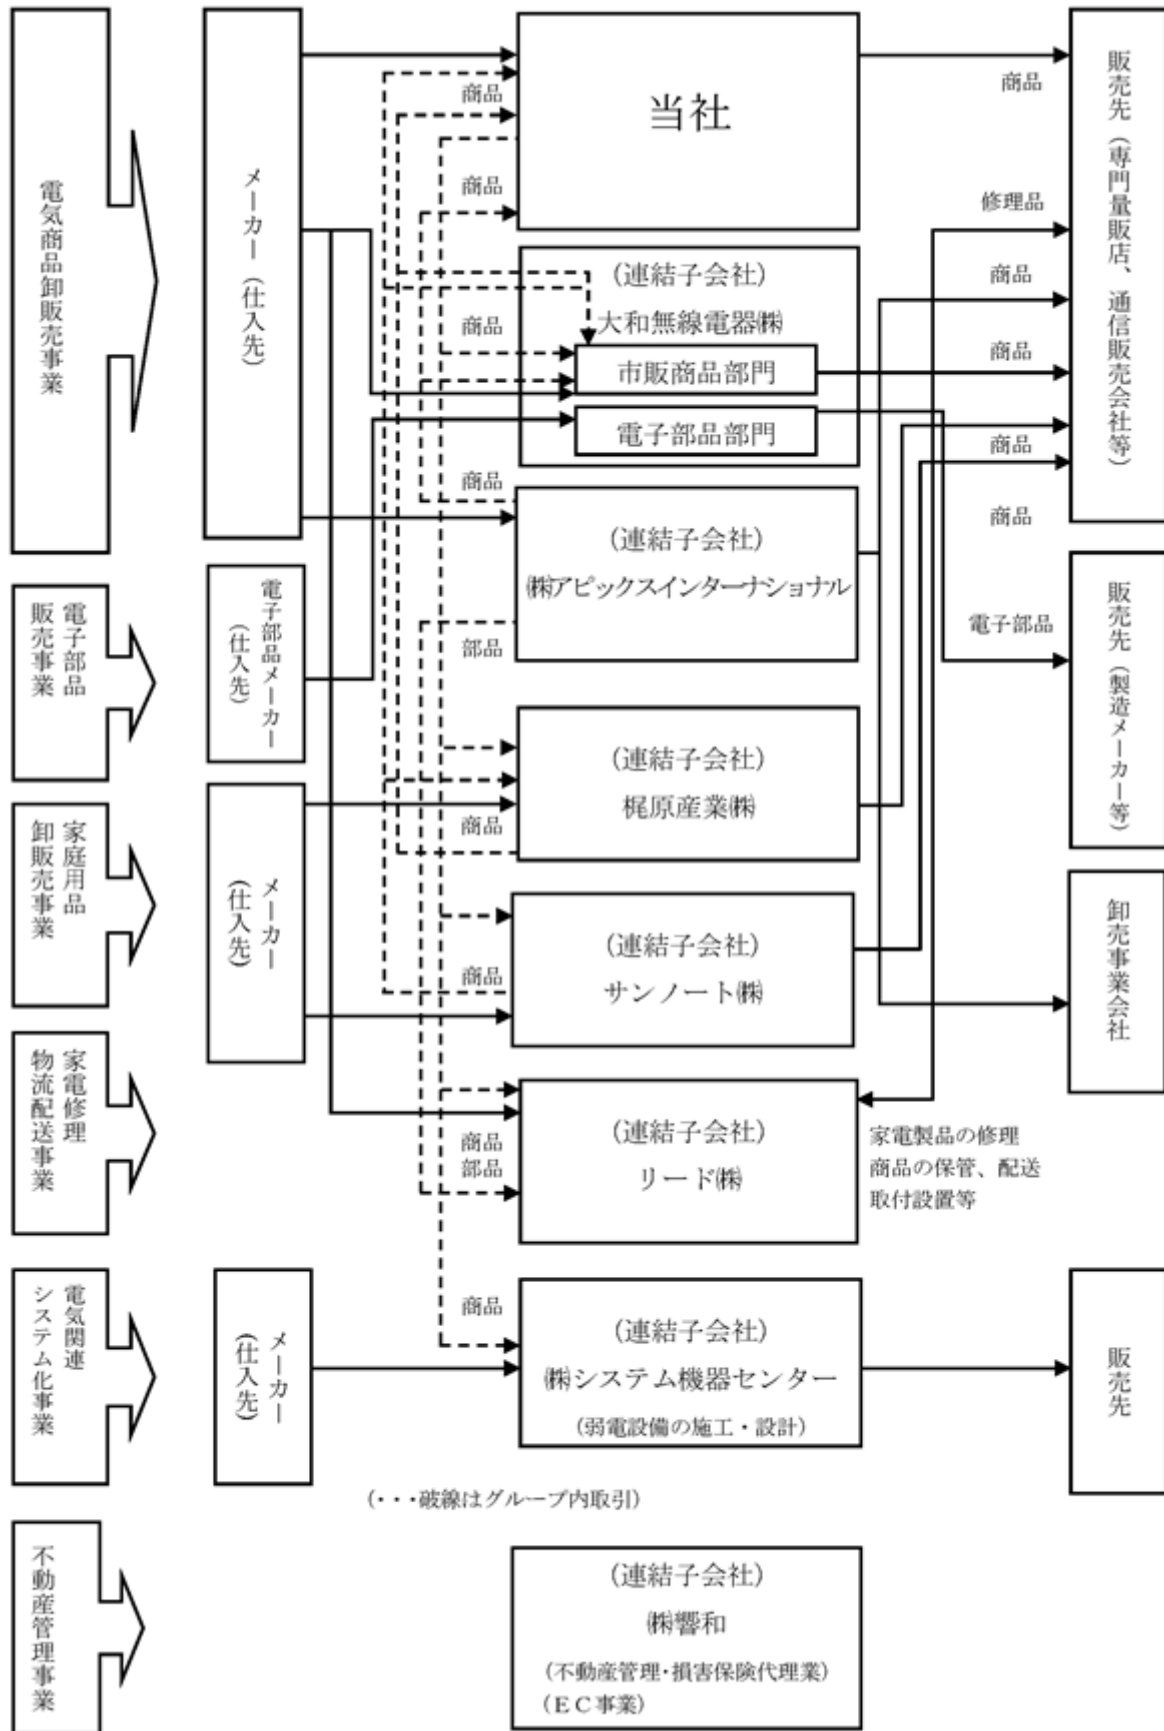 電気商品卸販売事業
メーカー（仕入先）
商品
商品
当社
商品
販売先（専門量販店、通信販売会社等）
修理品
商品
商品
商品
商品
（連結子会社）
大和無線電器㈱
商品
市販商品部門
電子部品部門
商品
（連結子会社）
㈱アピックスインターナショナル
部品
電子部品
販売事業
電子部品メーカー
（仕入先）
電子部品
販売先（製造メーカー等）
（連結子会社）
梶原産業㈱
商品
家庭用品
卸販売事業
メーカー
（仕入先）
（連結子会社）
サンノート㈱
商品
卸売事業会社
家電修理
物流配送事業
（連結子会社）
リード㈱
商品
部品
家電製品の修理
商品の保管、配送
取付設置等
電気関連
システム化事業
メーカー
（仕入先）
商品
（連結子会社）
㈱システム機器センター
（弱電設備の施工・設計）
販売先
（・・・破線はグループ内取引）
不動産管理事業
（連結子会社）
㈱響和
（不動産管理・損害保険代理業）
（ＥＣ事業）